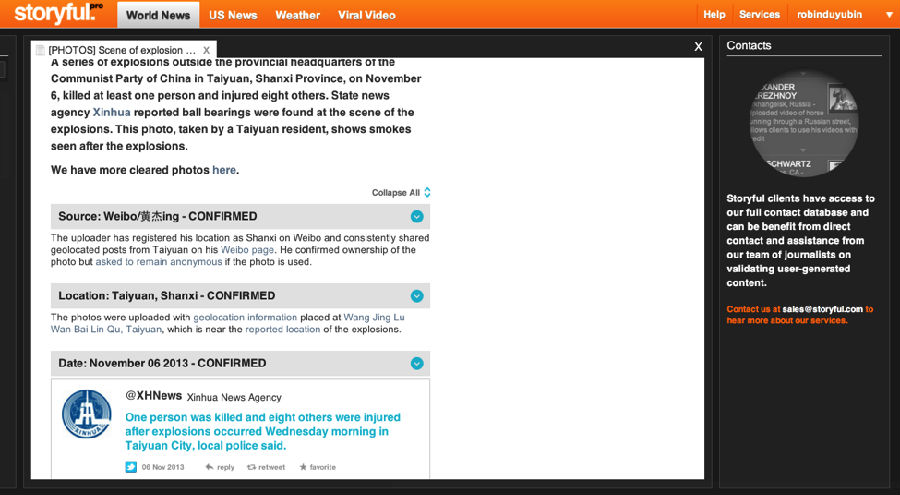 storyful.pro
World News
US News
Weather
Viral Video
Help
Services
robinduyubin
[PHOTOS] Scene of explosion ... X
X
A series of explosions outside the provincial headquarters of the
Communist Party of China in Taiyuan, Shanxi Province, on November
6, killed at least one person and injured eight others. State news
agency Xinhua reported ball bearings were found at the scene of the
explosions. This photo, taken by a Taiyuan resident, shows smokes
seen after the explosions.
We have more cleared photos here.
Collapse All
Source: Weibo/黄杰ing - CONFIRMED
The uploader has registered his location as Shanxi on Weibo and consistently shared
geolocated posts from Taiyuan on his Weibo page. He confirmed ownership of the
photo but asked to remain anonymous if the photo is used.
Location: Taiyuan, Shanxi - CONFIRMED
The photos were uploaded with geolocation information placed at Wang Jing Lu
Wan Bai Lin Qu, Taiyuan, which is near the reported location of the explosions.
Date: November 06 2013 - CONFIRMED
XINHUA
@XHNews Xinhua News Agency
One person was killed and eight others were injured
after explosions occurred Wednesday morning in
Taiyuan City, local police said.
06 Nov 2013 reply retweet favorite
Contacts
XANDER
REZHNOY
khangelsk, Russia -
ploaded video of horse
unning through a Russian street,
llows clients to use his videos with
redit
SCHWARTZ
CA -
Storyful clients have access to
our full contact database and
can be benefit from direct
contact and assistance from
our team of journalists on
validating user-generated
content.
Contact us at sales@storyful.com to
hear more about our services.